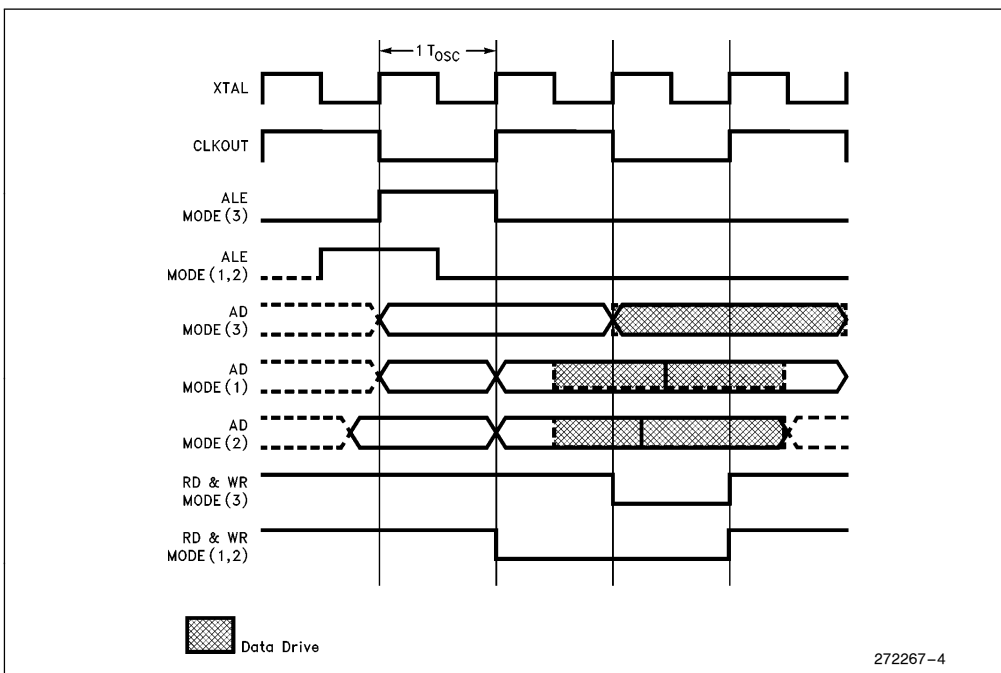 1 TOSC
XTAL
CLKOUT
ALE
MODE (3)
ALE
MODE (1,2)
AD
MODE (3)
AD
MODE (1)
AD
MODE (2)
RD & WR
MODE (3)
RD & WR
MODE (1,2)
Data Drive
272267–4